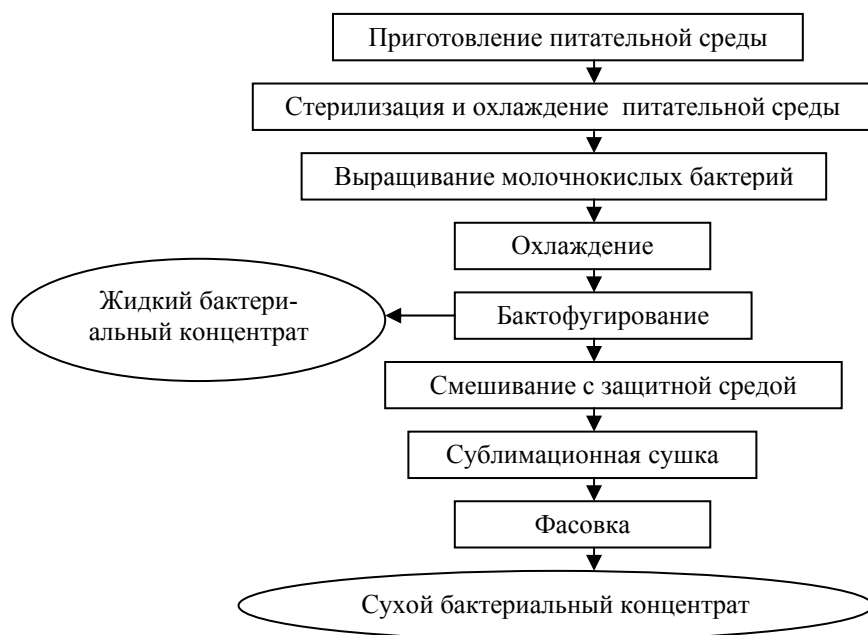 Приготовление питательной среды
Стерилизация и охлаждение питательной среды
Выращивание молочнокислых бактерий
Охлаждение
Жидкий бактери-
альный концентрат
Бактофугирование
Смешивание с защитной средой
Сублимационная сушка
Фасовка
Сухой бактериальный концентрат